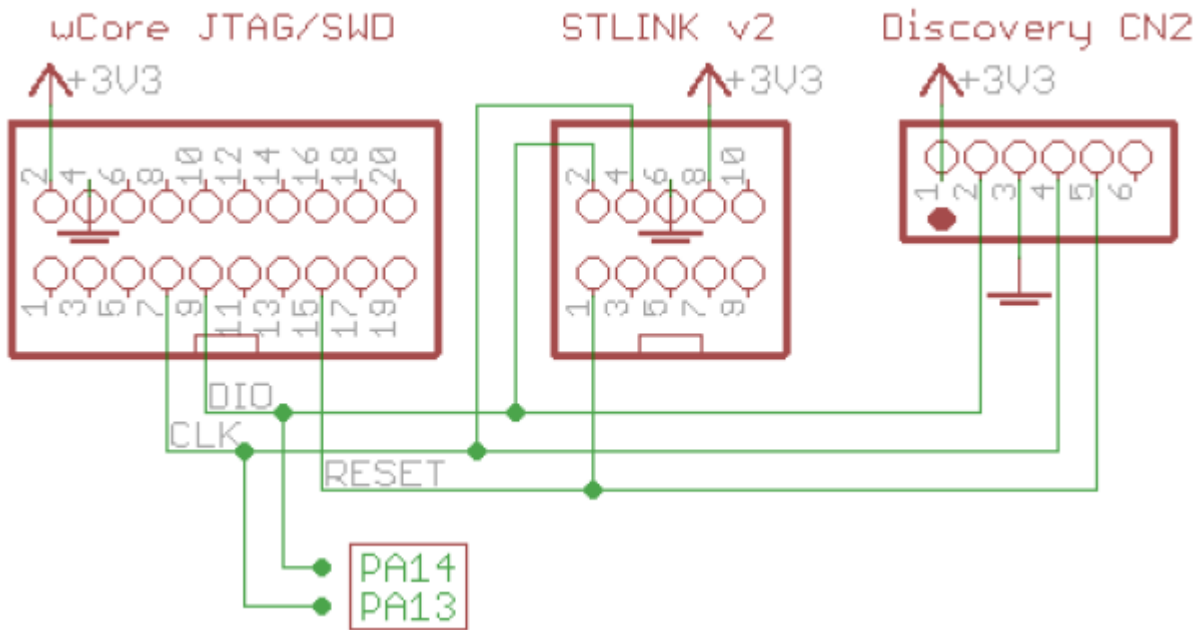 wCore JTAG/SWD
STLINK v2
Discovery CN2
+3V3
+3V3
+3V3
2 4 6 8 10 12 14 16 18 20
2 4 6 8 10
1 2 3 4 5 6
1 3 5 7 9 11 13 15 17 19
1 3 5 7 9
DIO
CLK
RESET
PA14
PA13